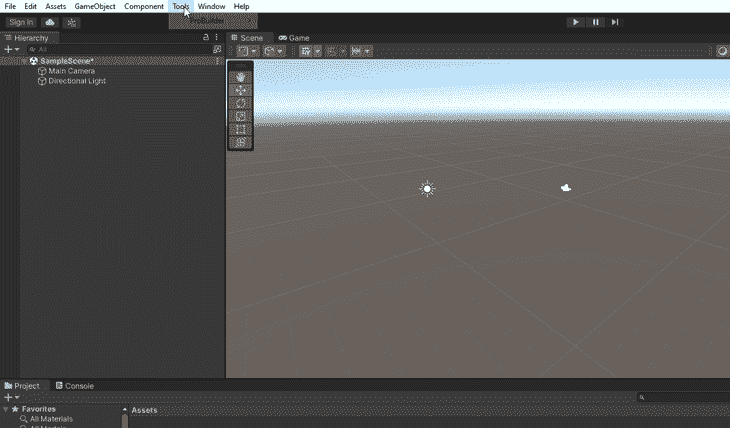 File Edit Assets GameObject Component Tools Window Help
Sign In
ProBuilder
Hierarchy
All
SampleScene*
Main Camera
Directional Light
Scene Game
Project Console
Favorites
All Materials
Assets